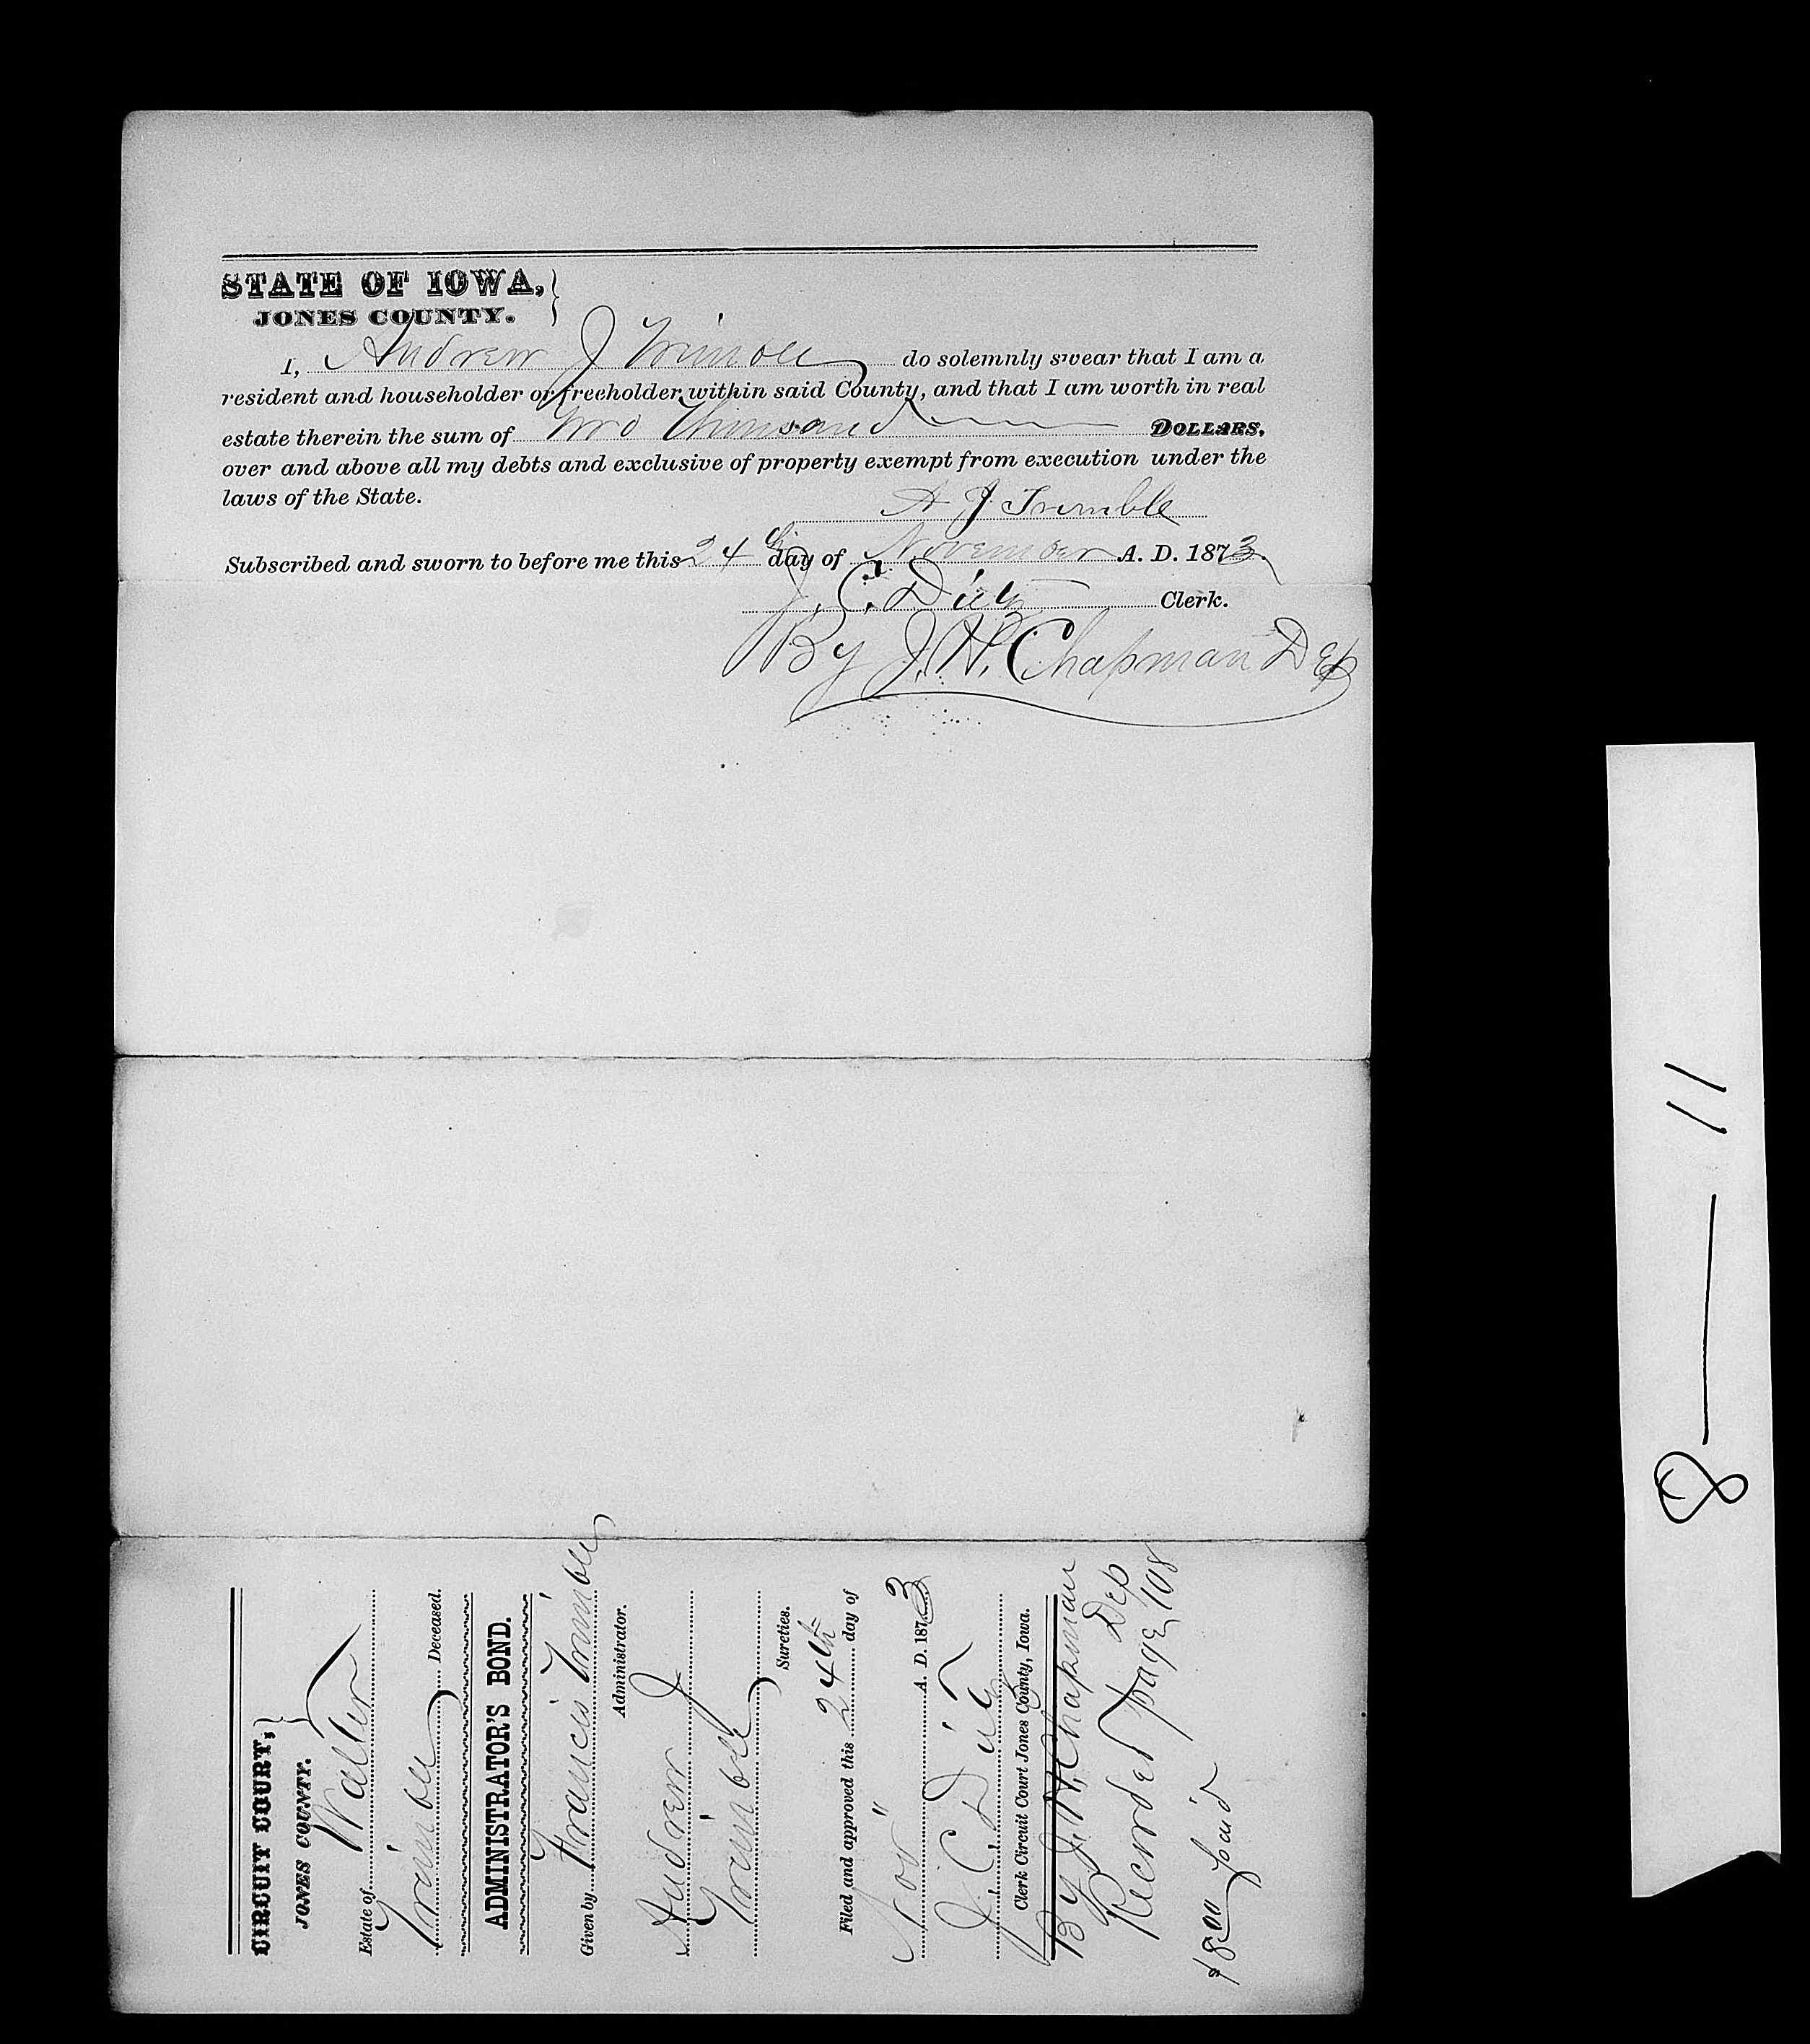 STATE OF IOWA,
JONES COUNTY.
I, Andrew J Trimble do solemnly swear that I am a
resident and householder or freeholder within said County, and that I am worth in real
estate therein the sum of Two Thousand DOLLARS,
over and above all my debts and exclusive of property exempt from execution under the
laws of the State.
A J Trimble
Subscribed and sworn to before me this 24th day of November A. D. 1873
J. C. Dietz Clerk.
By J. H. Chapman Dep
8 — 11
CIRCUIT COURT,
JONES COUNTY.
Estate of Walter
Trimble Deceased.
ADMINISTRATOR'S BOND.
Given by Francis Trimble
Administrator.
Andrew J
Trimble
Sureties.
Filed and approved this 24th day of
Nov" A. D. 1873
J. C. Dietz
Clerk Circuit Court Jones County, Iowa.
By J. H. Chapman
Dep
Recorded page 108
$8.00 paid